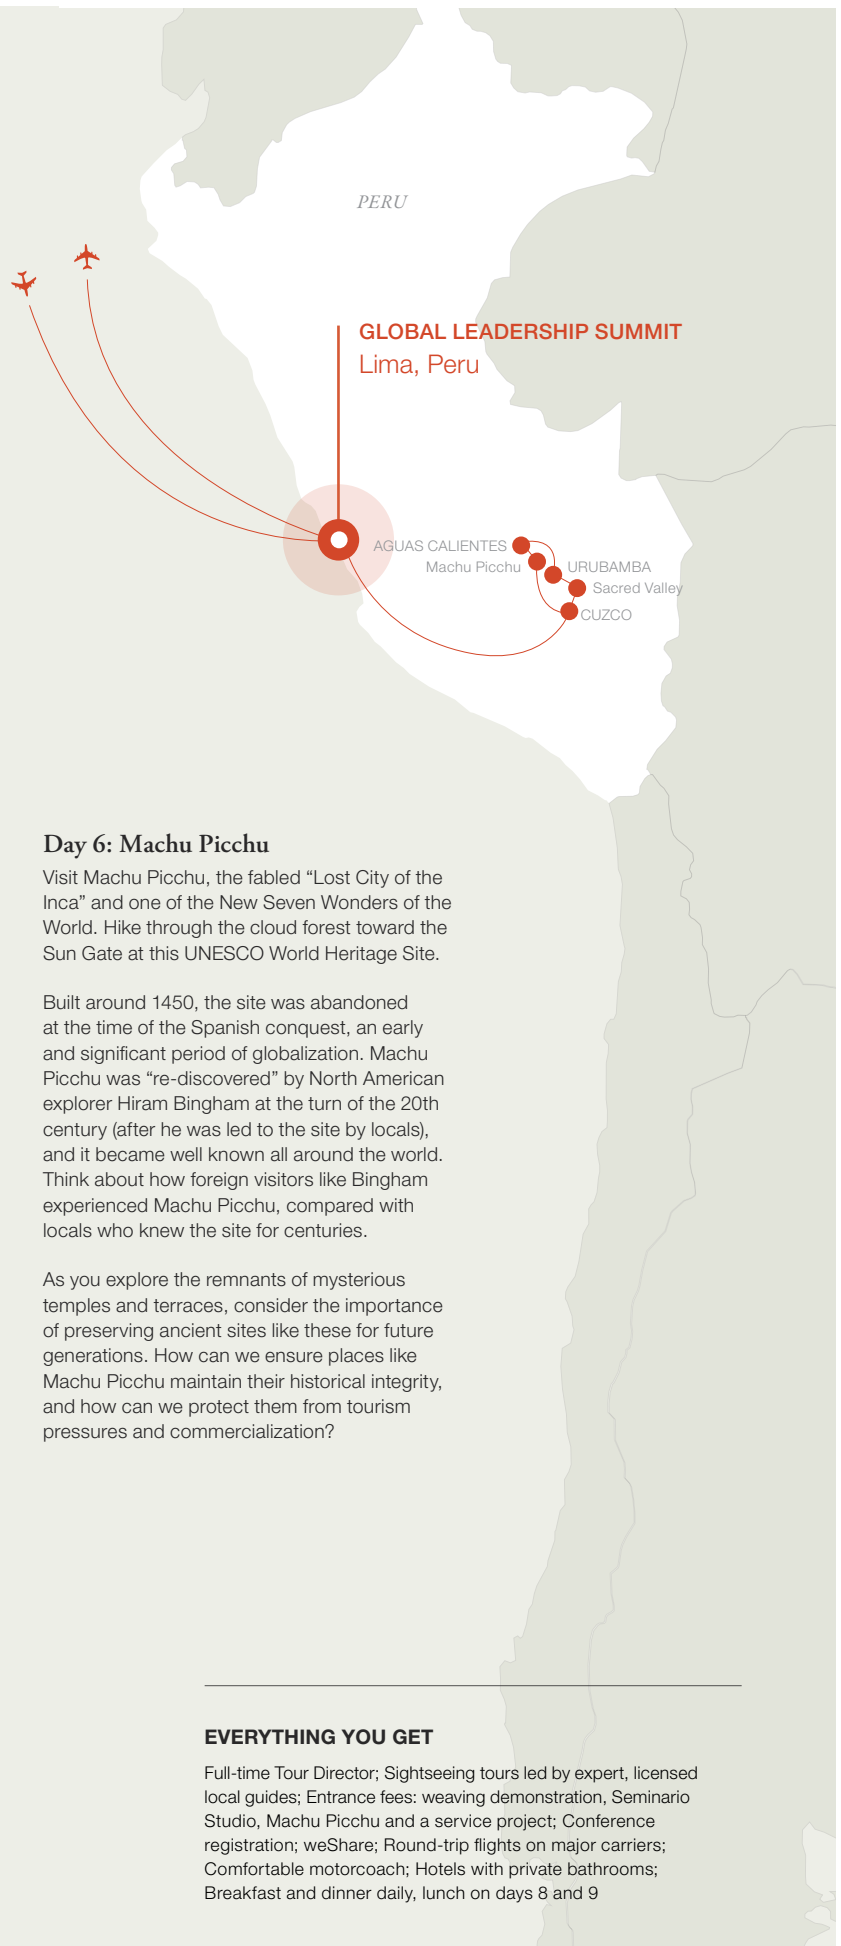 PERU
GLOBAL LEADERSHIP SUMMIT
Lima, Peru
AGUAS CALIENTES
Machu Picchu
URUBAMBA
Sacred Valley
CUZCO
Day 6: Machu Picchu
Visit Machu Picchu, the fabled “Lost City of the
Inca” and one of the New Seven Wonders of the
World. Hike through the cloud forest toward the
Sun Gate at this UNESCO World Heritage Site.
Built around 1450, the site was abandoned
at the time of the Spanish conquest, an early
and significant period of globalization. Machu
Picchu was “re-discovered” by North American
explorer Hiram Bingham at the turn of the 20th
century (after he was led to the site by locals),
and it became well known all around the world.
Think about how foreign visitors like Bingham
experienced Machu Picchu, compared with
locals who knew the site for centuries.
As you explore the remnants of mysterious
temples and terraces, consider the importance
of preserving ancient sites like these for future
generations. How can we ensure places like
Machu Picchu maintain their historical integrity,
and how can we protect them from tourism
pressures and commercialization?
EVERYTHING YOU GET
Full-time Tour Director; Sightseeing tours led by expert, licensed
local guides; Entrance fees: weaving demonstration, Seminario
Studio, Machu Picchu and a service project; Conference
registration; weShare; Round-trip flights on major carriers;
Comfortable motorcoach; Hotels with private bathrooms;
Breakfast and dinner daily, lunch on days 8 and 9